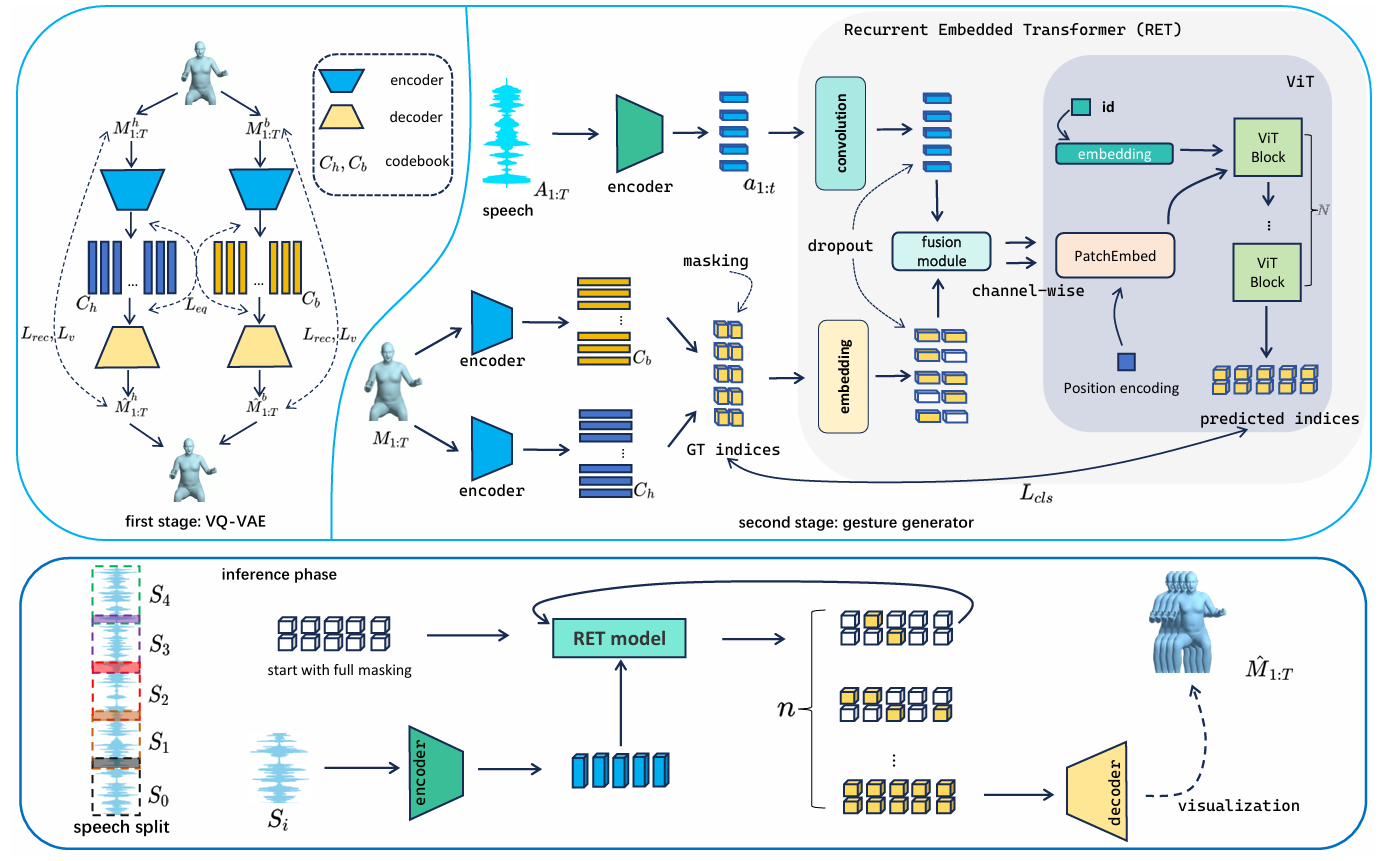 encoder
decoder
C_h, C_b codebook
M^h_{1:T}
M^b_{1:T}
C_h
...
...
C_b
L_{eq}
L_{rec}, L_v
L_{rec}, L_v
M̂^h_{1:T}
M̂^b_{1:T}
first stage: VQ-VAE
Recurrent Embedded Transformer (RET)
A_{1:T}
speech
encoder
a_{1:t}
convolution
dropout
fusion
module
channel-wise
masking
M_{1:T}
encoder
...
C_b
encoder
...
C_h
GT indices
embedding
ViT
id
embedding
ViT
Block
...
ViT
Block
N
PatchEmbed
Position encoding
predicted indices
L_{cls}
second stage: gesture generator
inference phase
S_4
S_3
S_2
S_1
S_0
speech split
start with full masking
RET model
S_i
encoder
n
...
decoder
visualization
M̂_{1:T}